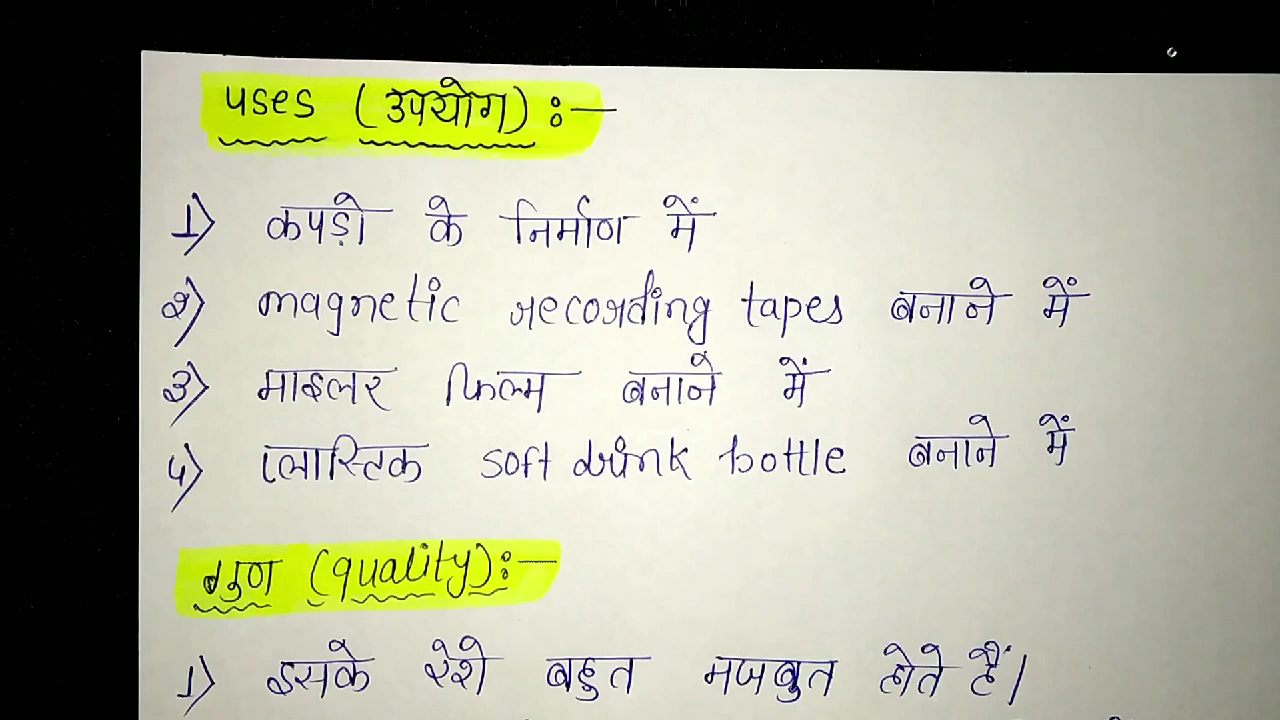 uses (उपयोग) :-
1) कपड़ो के निर्माण में
2) magnetic recording tapes बनाने में
3) माइलर फिल्म बनाने में
4) प्लास्टिक soft drink bottle बनाने में
गुण (quality) :-
1) इसके रेशे बहुत मजबुत होते हैं।